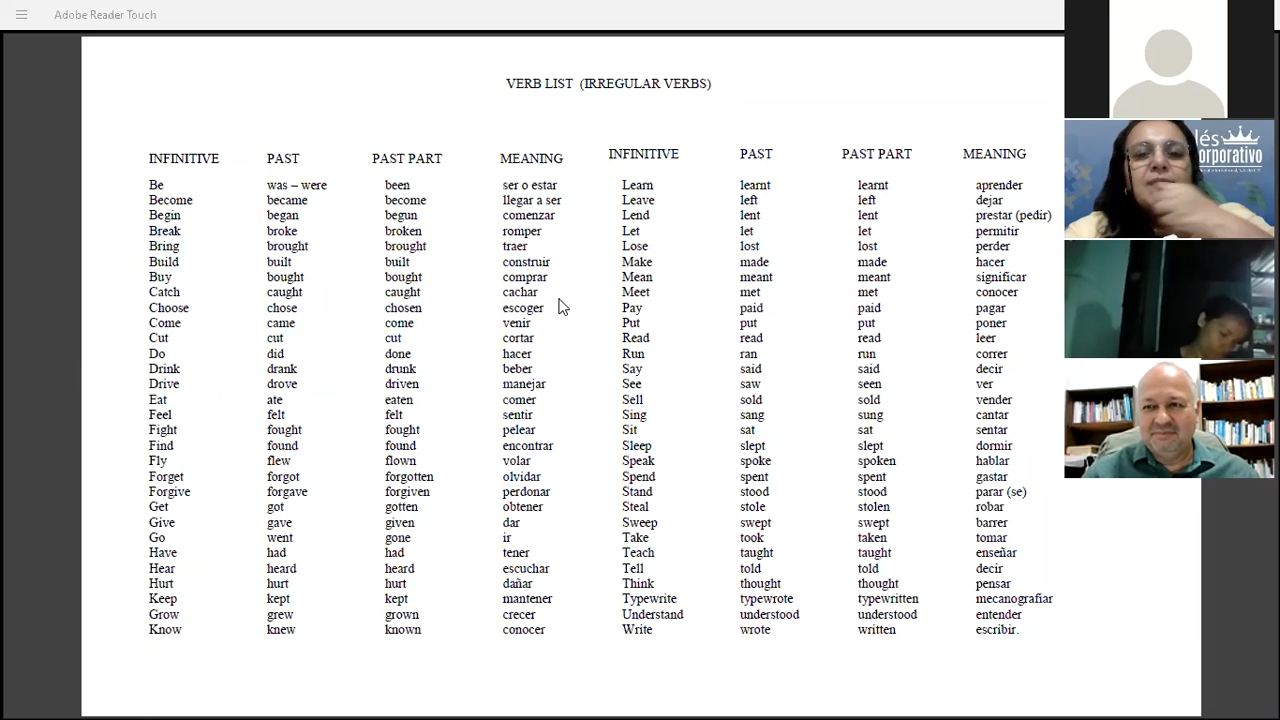 Adobe Reader Touch
VERB LIST (IRREGULAR VERBS)
INFINITIVE PAST PAST PART MEANING INFINITIVE PAST PAST PART MEANING
Be was – were been ser o estar Learn learnt learnt aprender
Become became become llegar a ser Leave left left dejar
Begin began begun comenzar Lend lent lent prestar (pedir)
Break broke broken romper Let let let permitir
Bring brought brought traer Lose lost lost perder
Build built built construir Make made made hacer
Buy bought bought comprar Mean meant meant significar
Catch caught caught cachar Meet met met conocer
Choose chose chosen escoger Pay paid paid pagar
Come came come venir Put put put poner
Cut cut cut cortar Read read read leer
Do did done hacer Run ran run correr
Drink drank drunk beber Say said said decir
Drive drove driven manejar See saw seen ver
Eat ate eaten comer Sell sold sold vender
Feel felt felt sentir Sing sang sung cantar
Fight fought fought pelear Sit sat sat sentar
Find found found encontrar Sleep slept slept dormir
Fly flew flown volar Speak spoke spoken hablar
Forget forgot forgotten olvidar Spend spent spent gastar
Forgive forgave forgiven perdonar Stand stood stood parar (se)
Get got gotten obtener Steal stole stolen robar
Give gave given dar Sweep swept swept barrer
Go went gone ir Take took taken tomar
Have had had tener Teach taught taught enseñar
Hear heard heard escuchar Tell told told decir
Hurt hurt hurt dañar Think thought thought pensar
Keep kept kept mantener Typewrite typewrote typewritten mecanografiar
Grow grew grown crecer Understand understood understood entender
Know knew known conocer Write wrote written escribir.
lés
orporativo